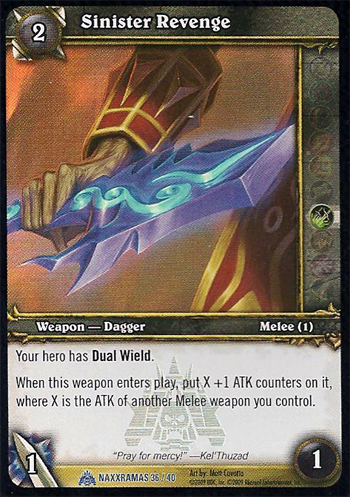 2
Sinister Revenge
Weapon — Dagger
Melee (1)
Your hero has Dual Wield.
When this weapon enters play, put X +1 ATK counters on it,
where X is the ATK of another Melee weapon you control.
"Pray for mercy!" —Kel'Thuzad
1
NAXXRAMAS 36 / 40
Art by: Matt Cavotta
1